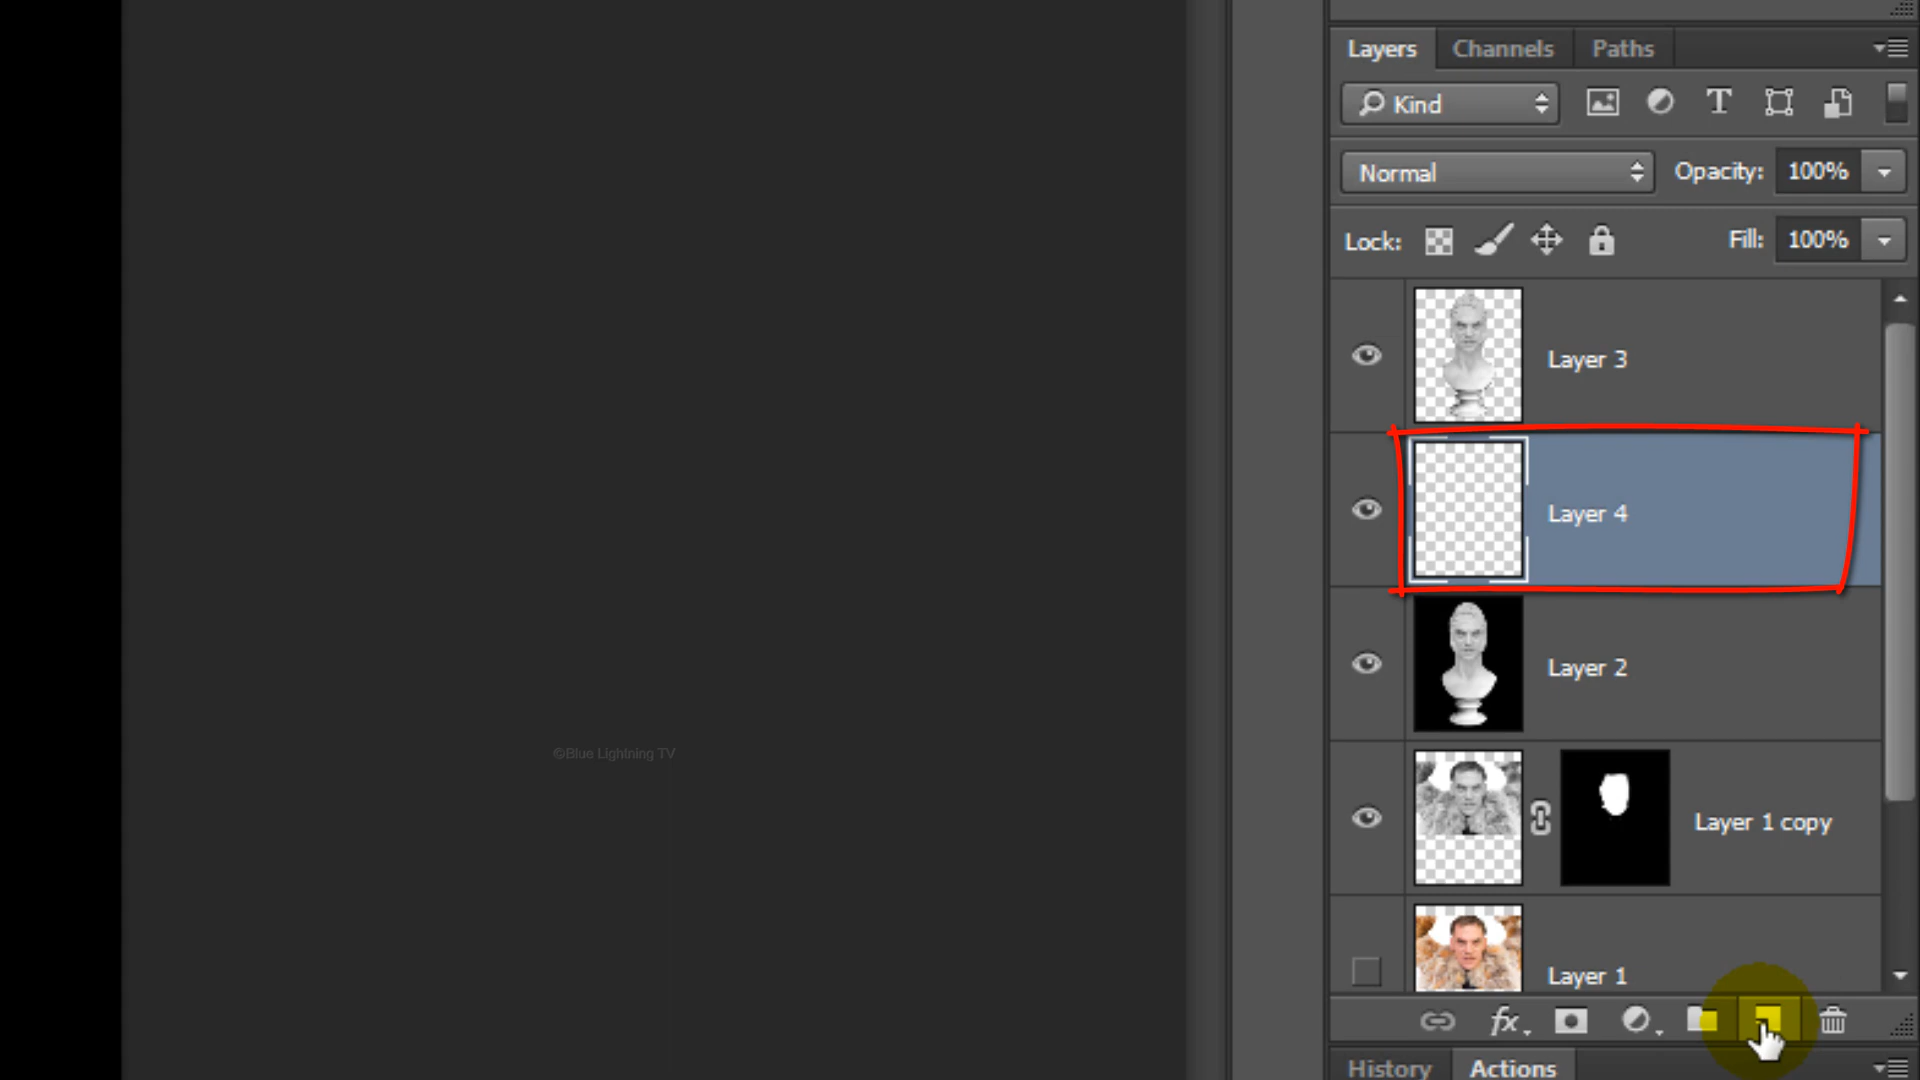 Layers Channels Paths
Kind T
Normal Opacity: 100%
Lock: Fill: 100%
Layer 3
Layer 4
Layer 2
©Blue Lightning TV
Layer 1 copy
Layer 1
fx
History Actions